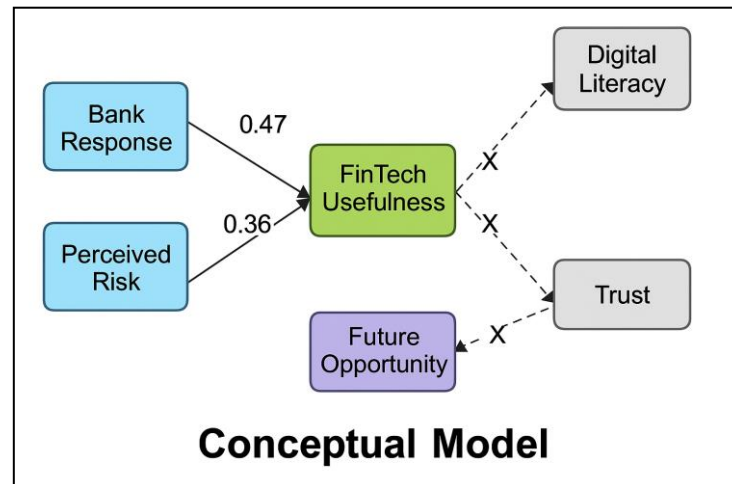 Bank
Response
0.47
Perceived
Risk
0.36
FinTech
Usefulness
X
Digital
Literacy
X
Trust
X
Future
Opportunity
Conceptual Model